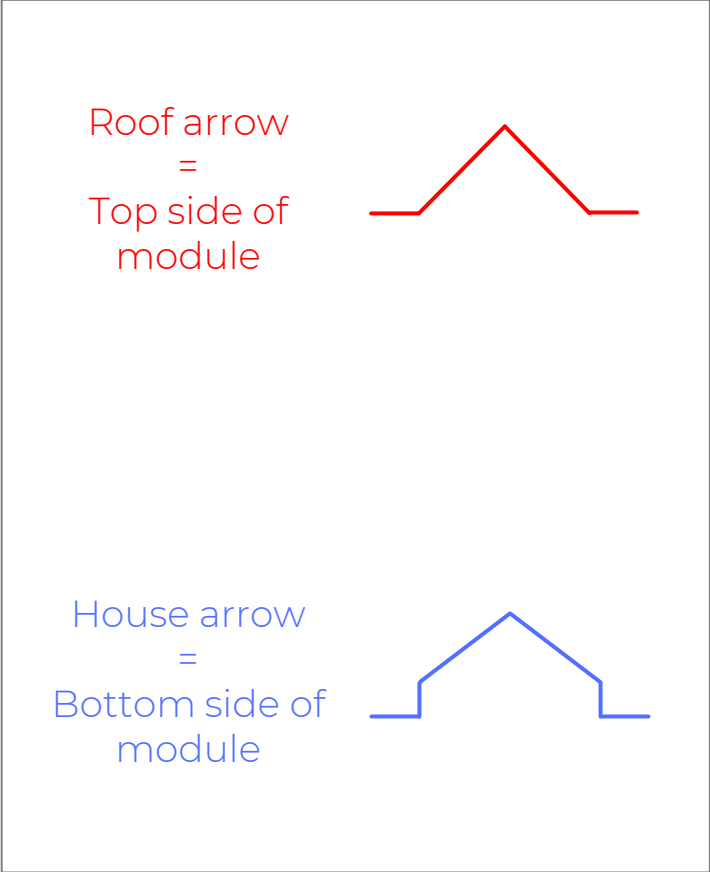 Roof arrow
=
Top side of
module
House arrow
=
Bottom side of
module